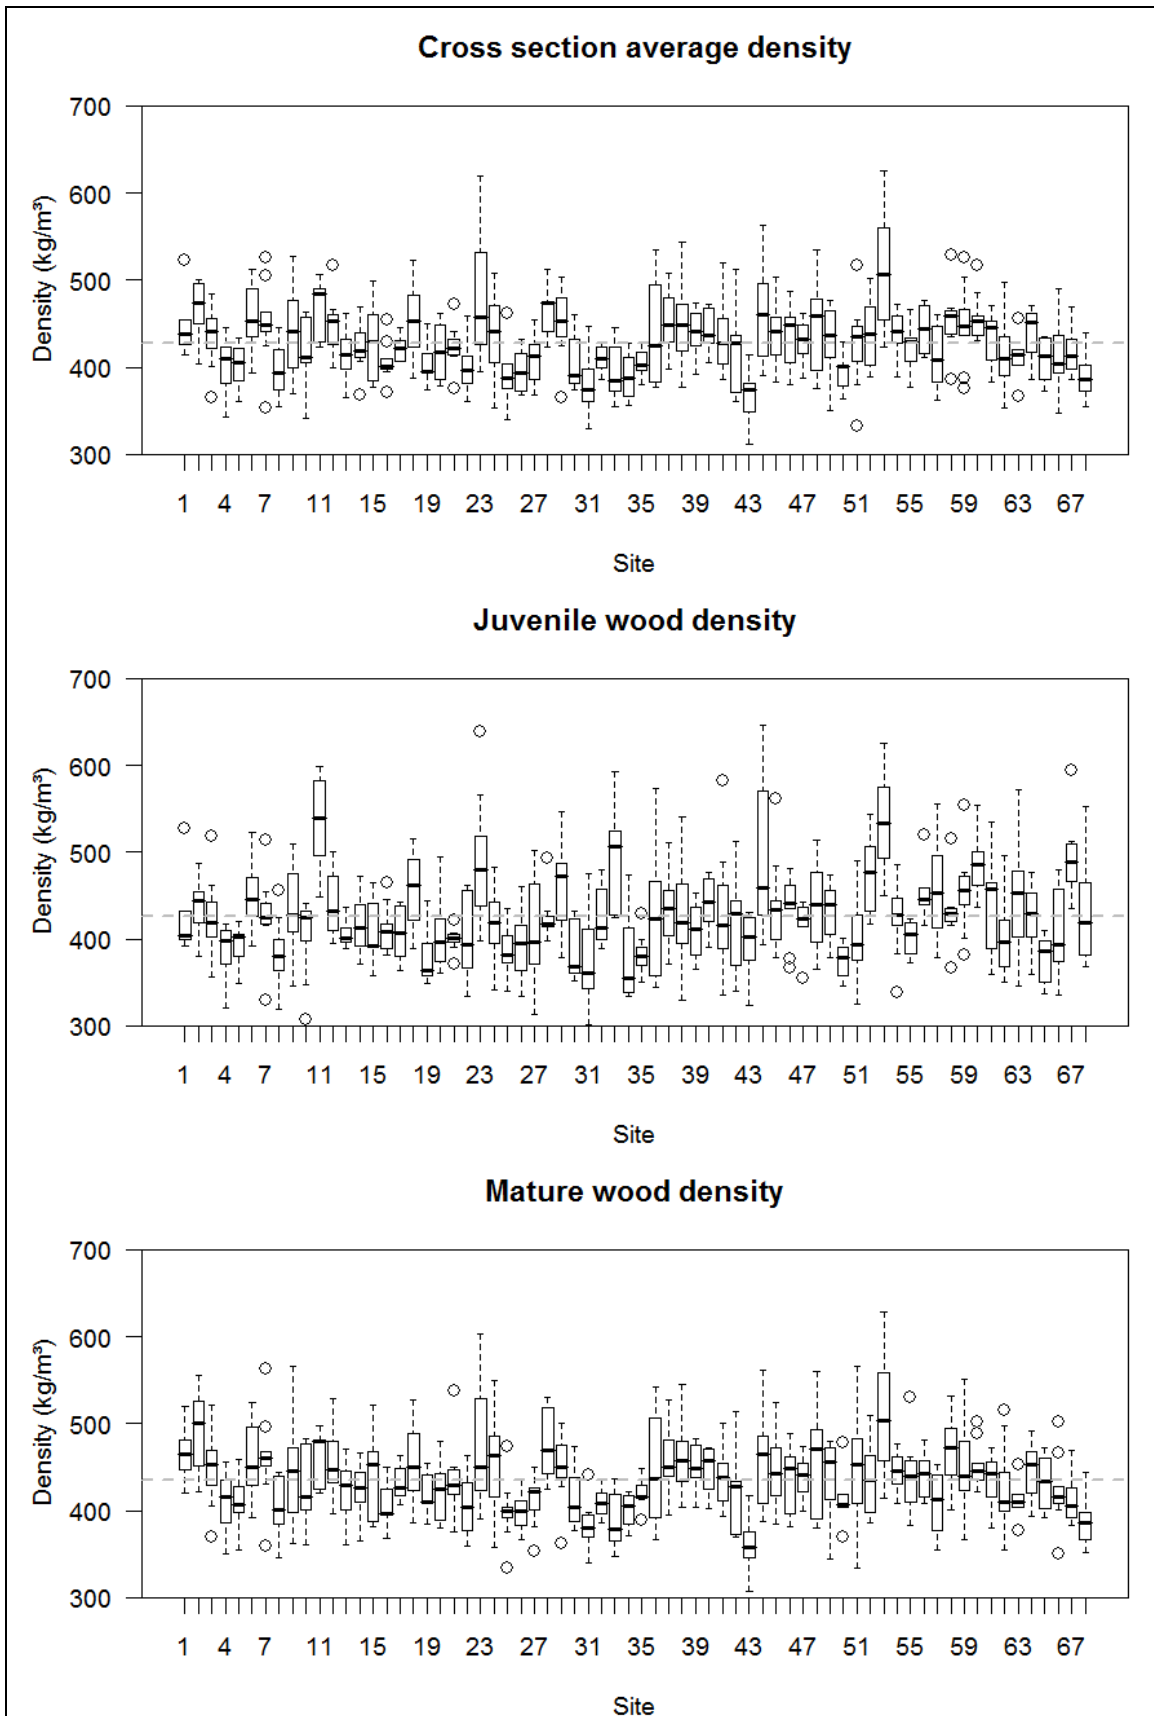 Cross section average density
Density (kg/m³)
700
600
500
400
300
1 4 7 11 15 19 23 27 31 35 39 43 47 51 55 59 63 67
Site
Juvenile wood density
Density (kg/m³)
700
600
500
400
300
1 4 7 11 15 19 23 27 31 35 39 43 47 51 55 59 63 67
Site
Mature wood density
Density (kg/m³)
700
600
500
400
300
1 4 7 11 15 19 23 27 31 35 39 43 47 51 55 59 63 67
Site